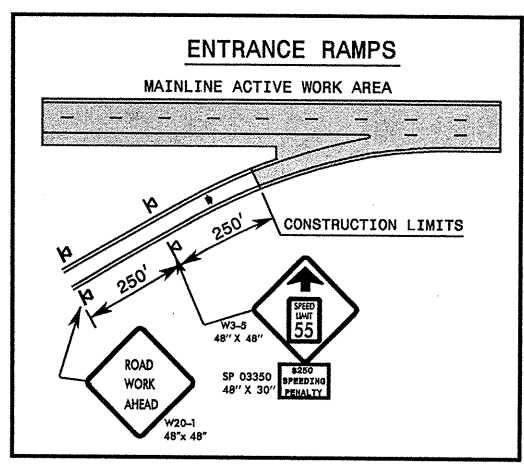 ENTRANCE RAMPS
MAINLINE ACTIVE WORK AREA
CONSTRUCTION LIMITS
250'
250'
W3-5
48" X 48"
SPEED
LIMIT
55
SP 03350
48" X 30"
$250
SPEEDING
PENALTY
ROAD
WORK
AHEAD
W20-1
48"x 48"